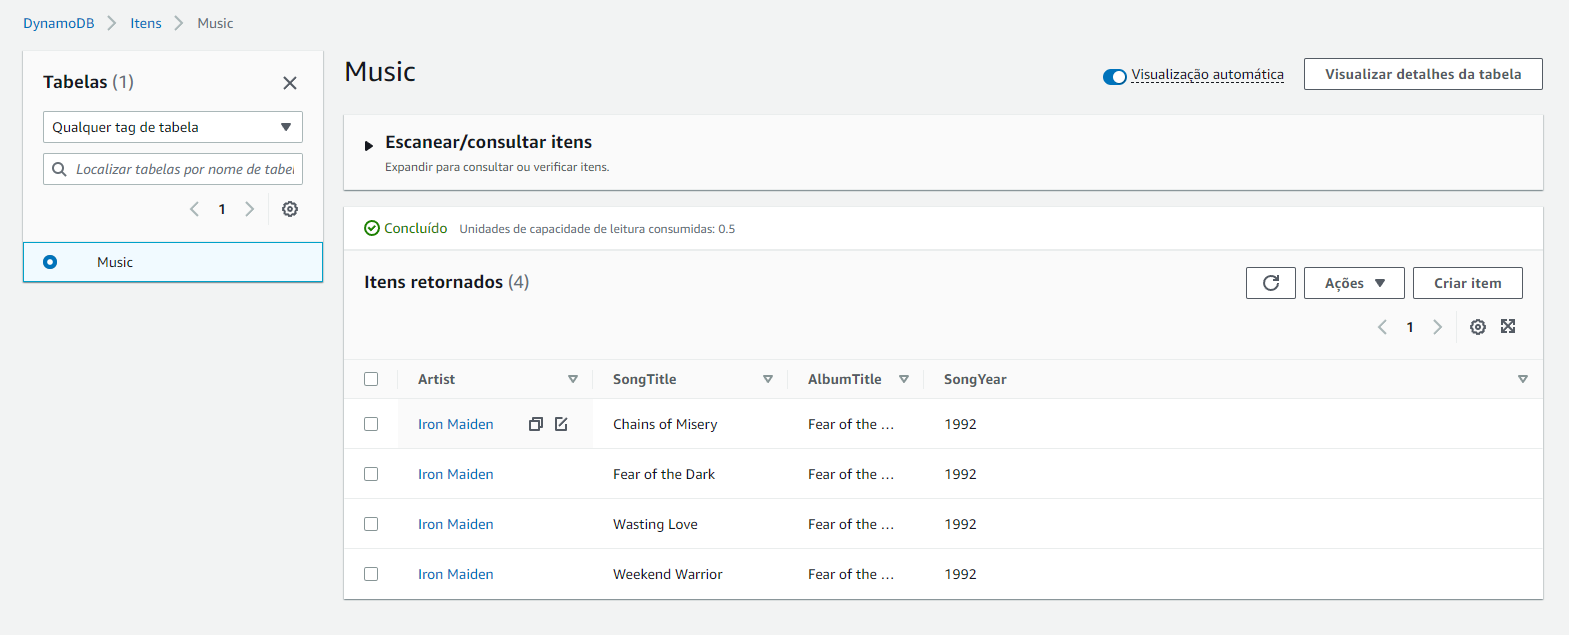 DynamoDB > Itens > Music
Tabelas (1)
Qualquer tag de tabela
Localizar tabelas por nome de tabel
1
Music
Music
Visualização automática
Visualizar detalhes da tabela
Escanear/consultar itens
Expandir para consultar ou verificar itens.
Concluído Unidades de capacidade de leitura consumidas: 0.5
Itens retornados (4)
Ações
Criar item
1
Artist SongTitle AlbumTitle SongYear
Iron Maiden Chains of Misery Fear of the ... 1992
Iron Maiden Fear of the Dark Fear of the ... 1992
Iron Maiden Wasting Love Fear of the ... 1992
Iron Maiden Weekend Warrior Fear of the ... 1992